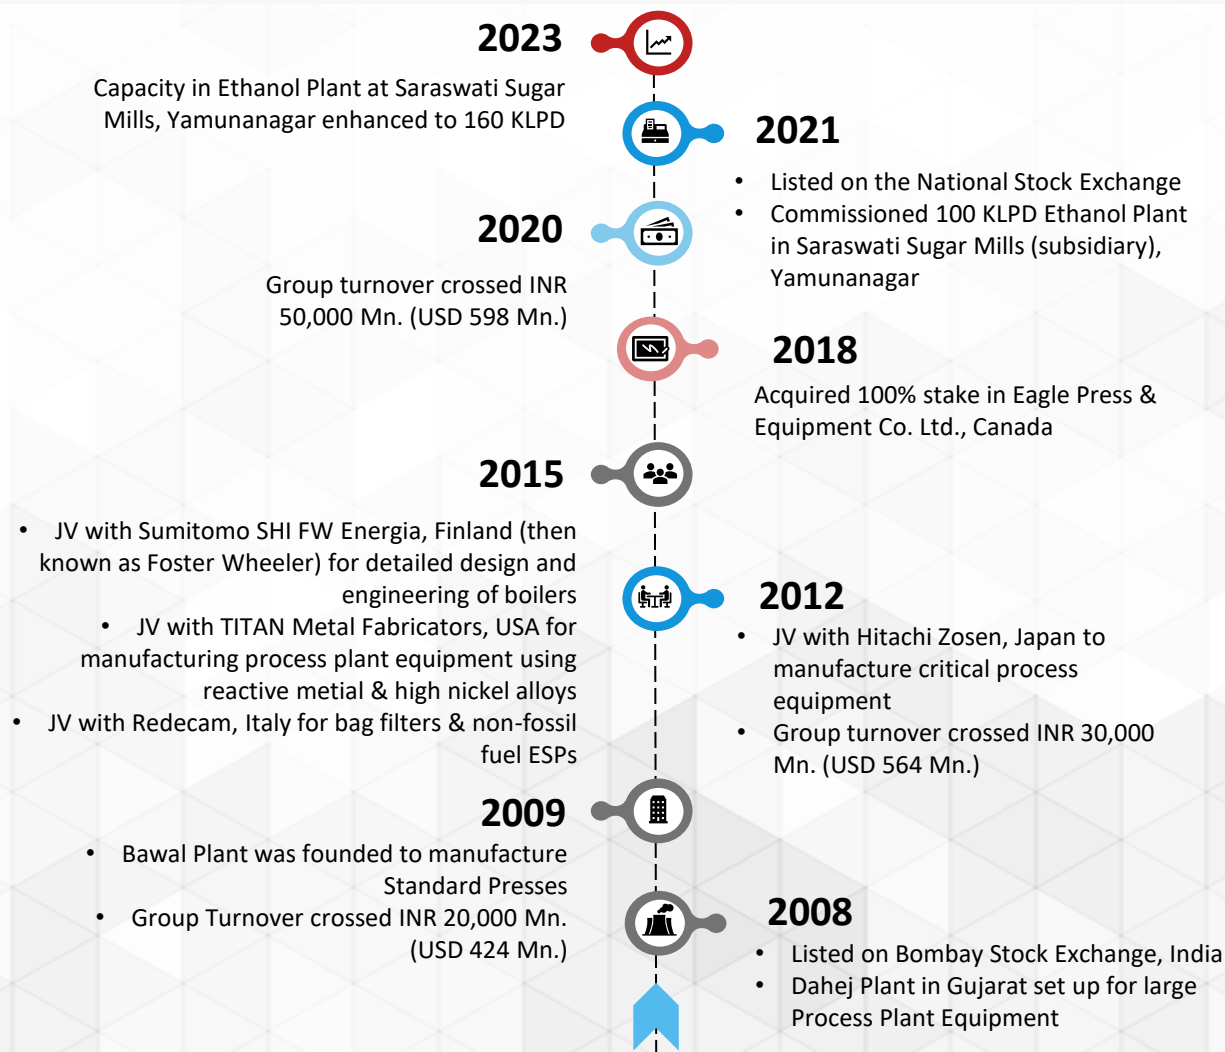 2023
Capacity in Ethanol Plant at Saraswati Sugar
Mills, Yamunanagar enhanced to 160 KLPD
2021
• Listed on the National Stock Exchange
• Commissioned 100 KLPD Ethanol Plant
in Saraswati Sugar Mills (subsidiary),
Yamunanagar
2020
Group turnover crossed INR
50,000 Mn. (USD 598 Mn.)
2018
Acquired 100% stake in Eagle Press &
Equipment Co. Ltd., Canada
2015
• JV with Sumitomo SHI FW Energia, Finland (then
known as Foster Wheeler) for detailed design and
engineering of boilers
• JV with TITAN Metal Fabricators, USA for
manufacturing process plant equipment using
reactive metial & high nickel alloys
• JV with Redecam, Italy for bag filters & non-fossil
fuel ESPs
2012
• JV with Hitachi Zosen, Japan to
manufacture critical process
equipment
• Group turnover crossed INR 30,000
Mn. (USD 564 Mn.)
2009
• Bawal Plant was founded to manufacture
Standard Presses
• Group Turnover crossed INR 20,000 Mn.
(USD 424 Mn.)
2008
• Listed on Bombay Stock Exchange, India
• Dahej Plant in Gujarat set up for large
Process Plant Equipment